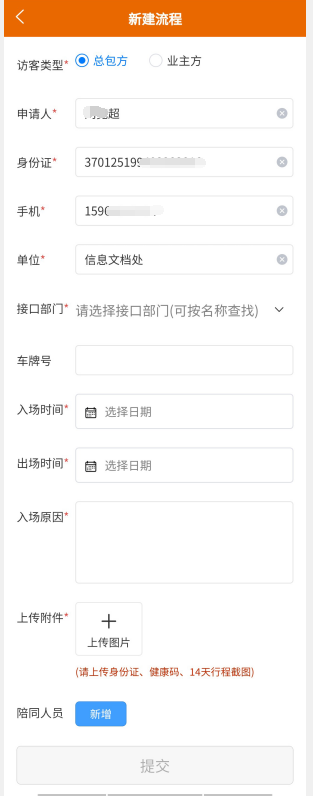 新建流程
访客类型* 总包方 业主方
申请人* 超
身份证* 37012519
手机* 159
单位* 信息文档处
接口部门* 请选择接口部门(可按名称查找)
车牌号
入场时间* 选择日期
出场时间* 选择日期
入场原因*
上传附件* 上传图片
(请上传身份证、健康码、14天行程截图)
陪同人员 新增
提交